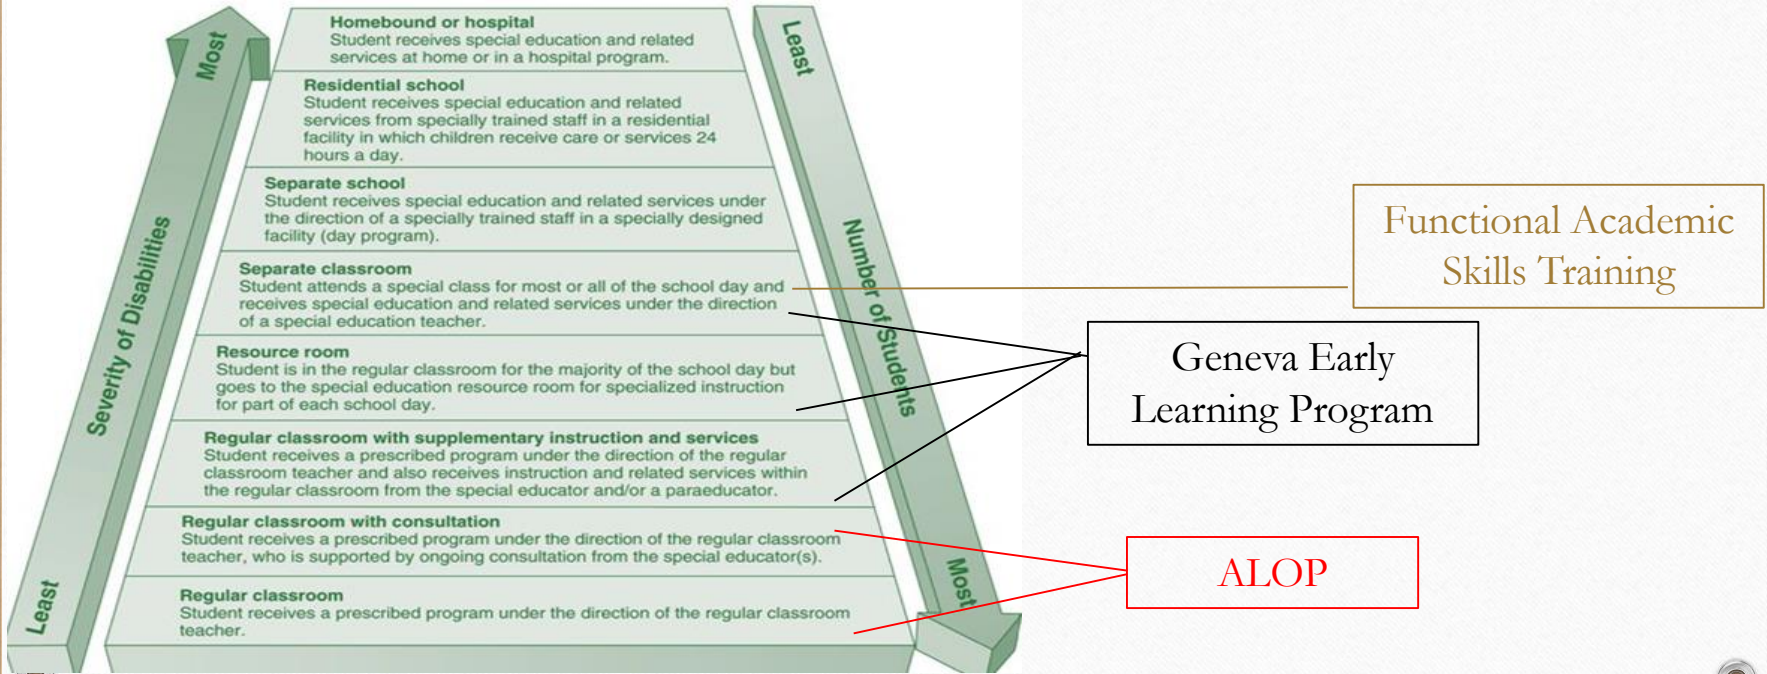 Most
Severity of Disabilities
Least
Homebound or hospital
Student receives special education and related
services at home or in a hospital program.
Residential school
Student receives special education and related
services from specially trained staff in a residential
facility in which children receive care or services 24
hours a day.
Separate school
Student receives special education and related services under
the direction of a specially trained staff in a specially designed
facility (day program).
Separate classroom
Student attends a special class for most or all of the school day and
receives special education and related services under the direction
of a special education teacher.
Resource room
Student is in the regular classroom for the majority of the school day but
goes to the special education resource room for specialized instruction
for part of each school day.
Regular classroom with supplementary instruction and services
Student receives a prescribed program under the direction of the regular
classroom teacher and also receives instruction and related services within
the regular classroom from the special educator and/or a paraeducator.
Regular classroom with consultation
Student receives a prescribed program under the direction of the regular classroom
teacher, who is supported by ongoing consultation from the special educator(s).
Regular classroom
Student receives a prescribed program under the direction of the regular classroom
teacher.
Least
Number of Students
Most
Functional Academic
Skills Training
Geneva Early
Learning Program
ALOP